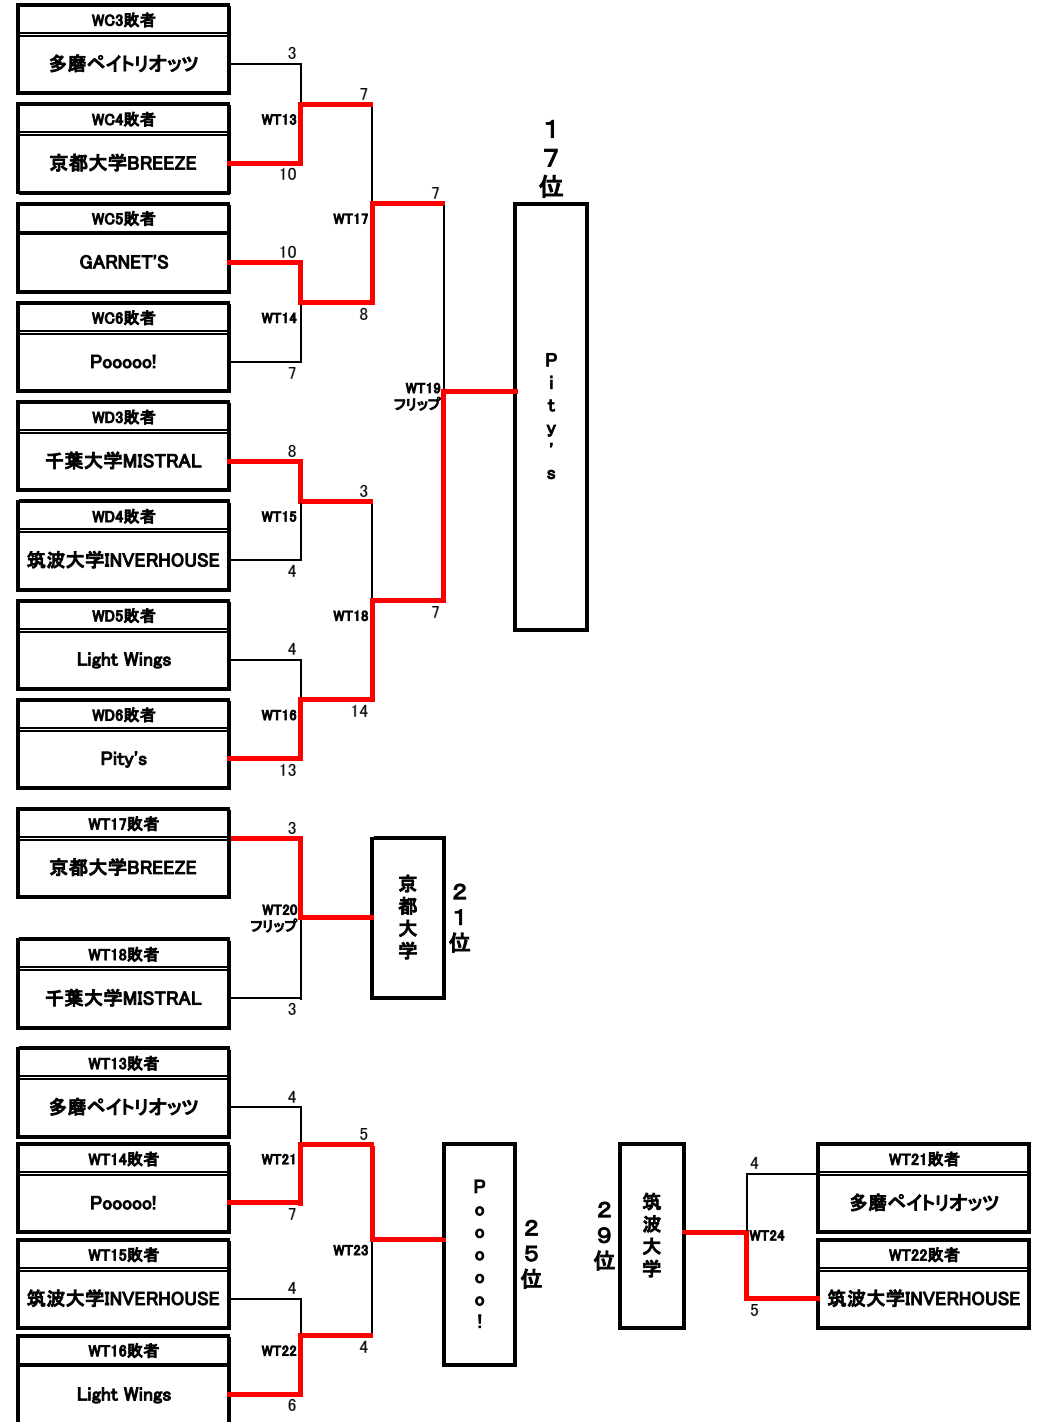 WC3敗者
多磨ペイトリオッツ
3
WT13
7
WC4敗者
京都大学BREEZE
10
WT17
7
WC5敗者
GARNET'S
10
WT14
8
WC6敗者
Pooooo!
7
WT19
フリップ
17位
Pity's
WD3敗者
千葉大学MISTRAL
8
WT15
3
WD4敗者
筑波大学INVERHOUSE
4
WT18
7
WD5敗者
Light Wings
4
WT16
14
WD6敗者
Pity's
13
WT17敗者
京都大学BREEZE
3
WT20
フリップ
京都大学
21位
WT18敗者
千葉大学MISTRAL
3
WT13敗者
多磨ペイトリオッツ
4
WT21
5
WT14敗者
Pooooo!
7
WT23
Pooooo!
25位
WT15敗者
筑波大学INVERHOUSE
4
WT22
4
WT16敗者
Light Wings
6
29位
筑波大学
4
WT24
5
WT21敗者
多磨ペイトリオッツ
WT22敗者
筑波大学INVERHOUSE